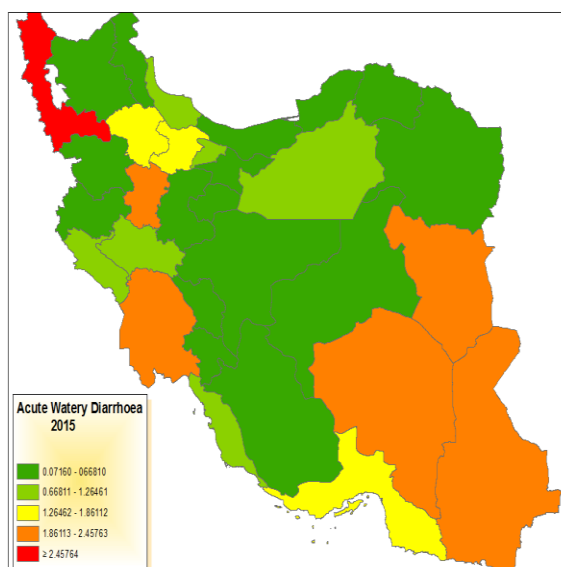 Acute Watery Diarrhoea
2015
0.07160 - 066810
0.66811 - 1.26461
1.26462 - 1.86112
1.86113 - 2.45763
≥ 2.45764